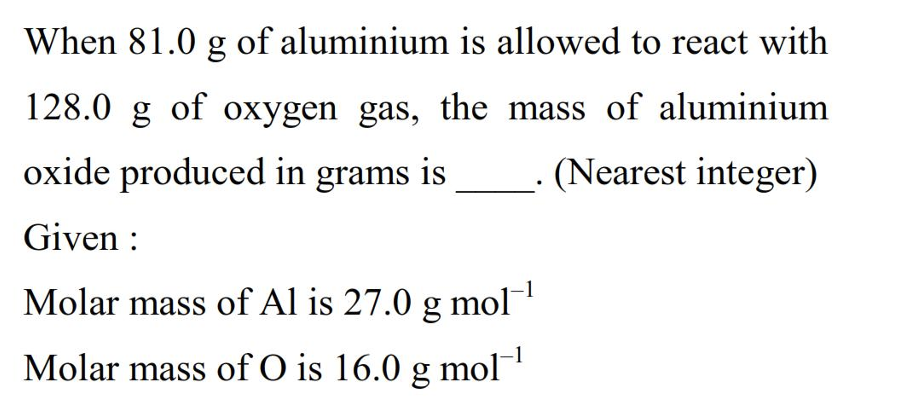 When 81.0 g of aluminium is allowed to react with
128.0 g of oxygen gas, the mass of aluminium
oxide produced in grams is ____. (Nearest integer)
Given :
Molar mass of Al is 27.0 g mol⁻¹
Molar mass of O is 16.0 g mol⁻¹